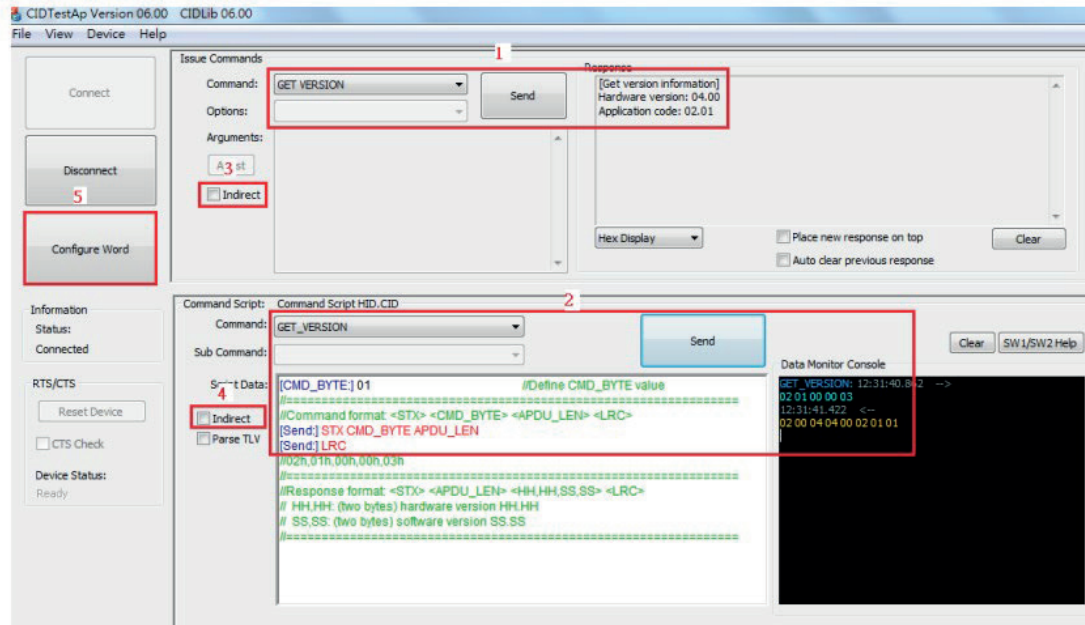 CIDTestAp Version 06.00   CIDLib 06.00
File  View  Device  Help
Connect
Disconnect
5
Configure Word
Information
Status:
Connected
RTS/CTS
Reset Device
CTS Check
Device Status:
Ready
Issue Commands
1
Command: GET VERSION
Send
Options:
Arguments:
3
Indirect
Response
[Get version information]
Hardware version: 04.00
Application code: 02.01
Hex Display
Place new response on top
Clear
Auto clear previous response
Command Script: Command Script HID.CID
2
Command: GET_VERSION
Send
Sub Command:
Clear
SW1/SW2 Help
Script Data:
4
Indirect
Parse TLV
[CMD_BYTE:] 01 //Define CMD_BYTE value
//================================================================
//Command format: <STX> <CMD_BYTE> <APDU_LEN> <LRC>
[Send:] STX CMD_BYTE APDU_LEN
[Send:] LRC
//02h,01h,00h,00h,03h
//================================================================
//Response format: <STX> <APDU_LEN> <HH,HH,SS,SS> <LRC>
// HH,HH: (two bytes) hardware version HH.HH
// SS,SS: (two bytes) software version SS.SS
//================================================================
Data Monitor Console
GET_VERSION: 12:31:40.862 -->
02 01 00 00 03
12:31:41.422 <--
02 00 04 04 00 02 01 01